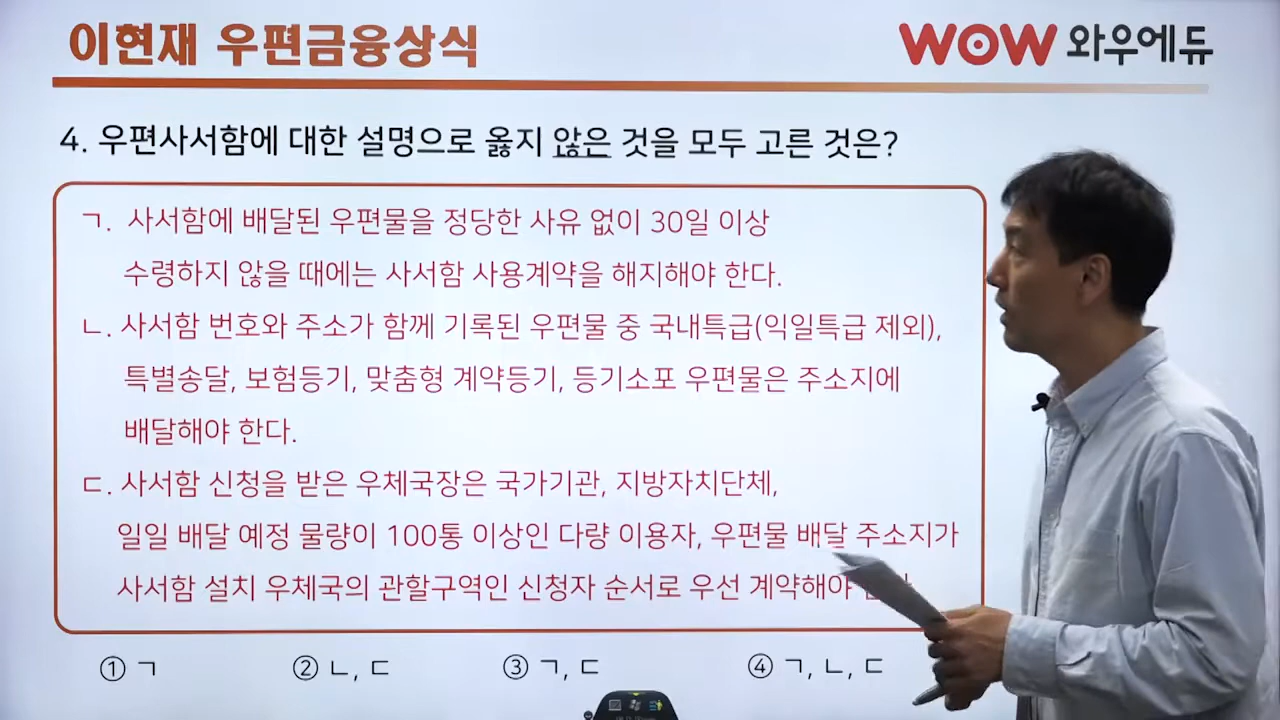 이현재 우편금융상식
WOW 와우에듀
4. 우편사서함에 대한 설명으로 옳지 않은 것을 모두 고른 것은?
ㄱ. 사서함에 배달된 우편물을 정당한 사유 없이 30일 이상
수령하지 않을 때에는 사서함 사용계약을 해지해야 한다.
ㄴ. 사서함 번호와 주소가 함께 기록된 우편물 중 국내특급(익일특급 제외),
특별송달, 보험등기, 맞춤형 계약등기, 등기소포 우편물은 주소지에
배달해야 한다.
ㄷ. 사서함 신청을 받은 우체국장은 국가기관, 지방자치단체,
일일 배달 예정 물량이 100통 이상인 다량 이용자, 우편물 배달 주소지가
사서함 설치 우체국의 관할구역인 신청자 순서로 우선 계약해야
① ㄱ ② ㄴ, ㄷ ③ ㄱ, ㄷ ④ ㄱ, ㄴ, ㄷ